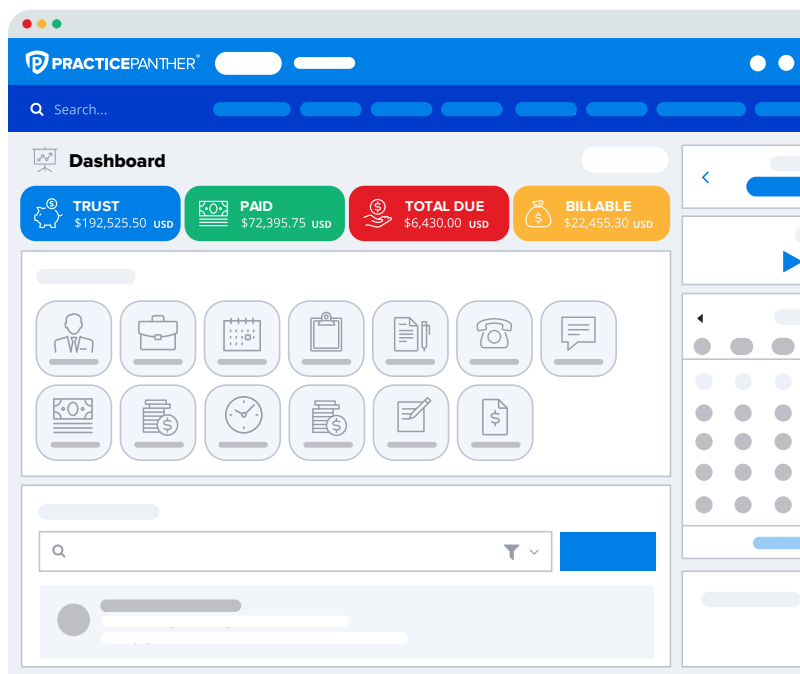 PRACTICEPANTHER®
Search...
Dashboard
TRUST
$192,525.50 USD
PAID
$72,395.75 USD
TOTAL DUE
$6,430.00 USD
BILLABLE
$22,455.30 USD